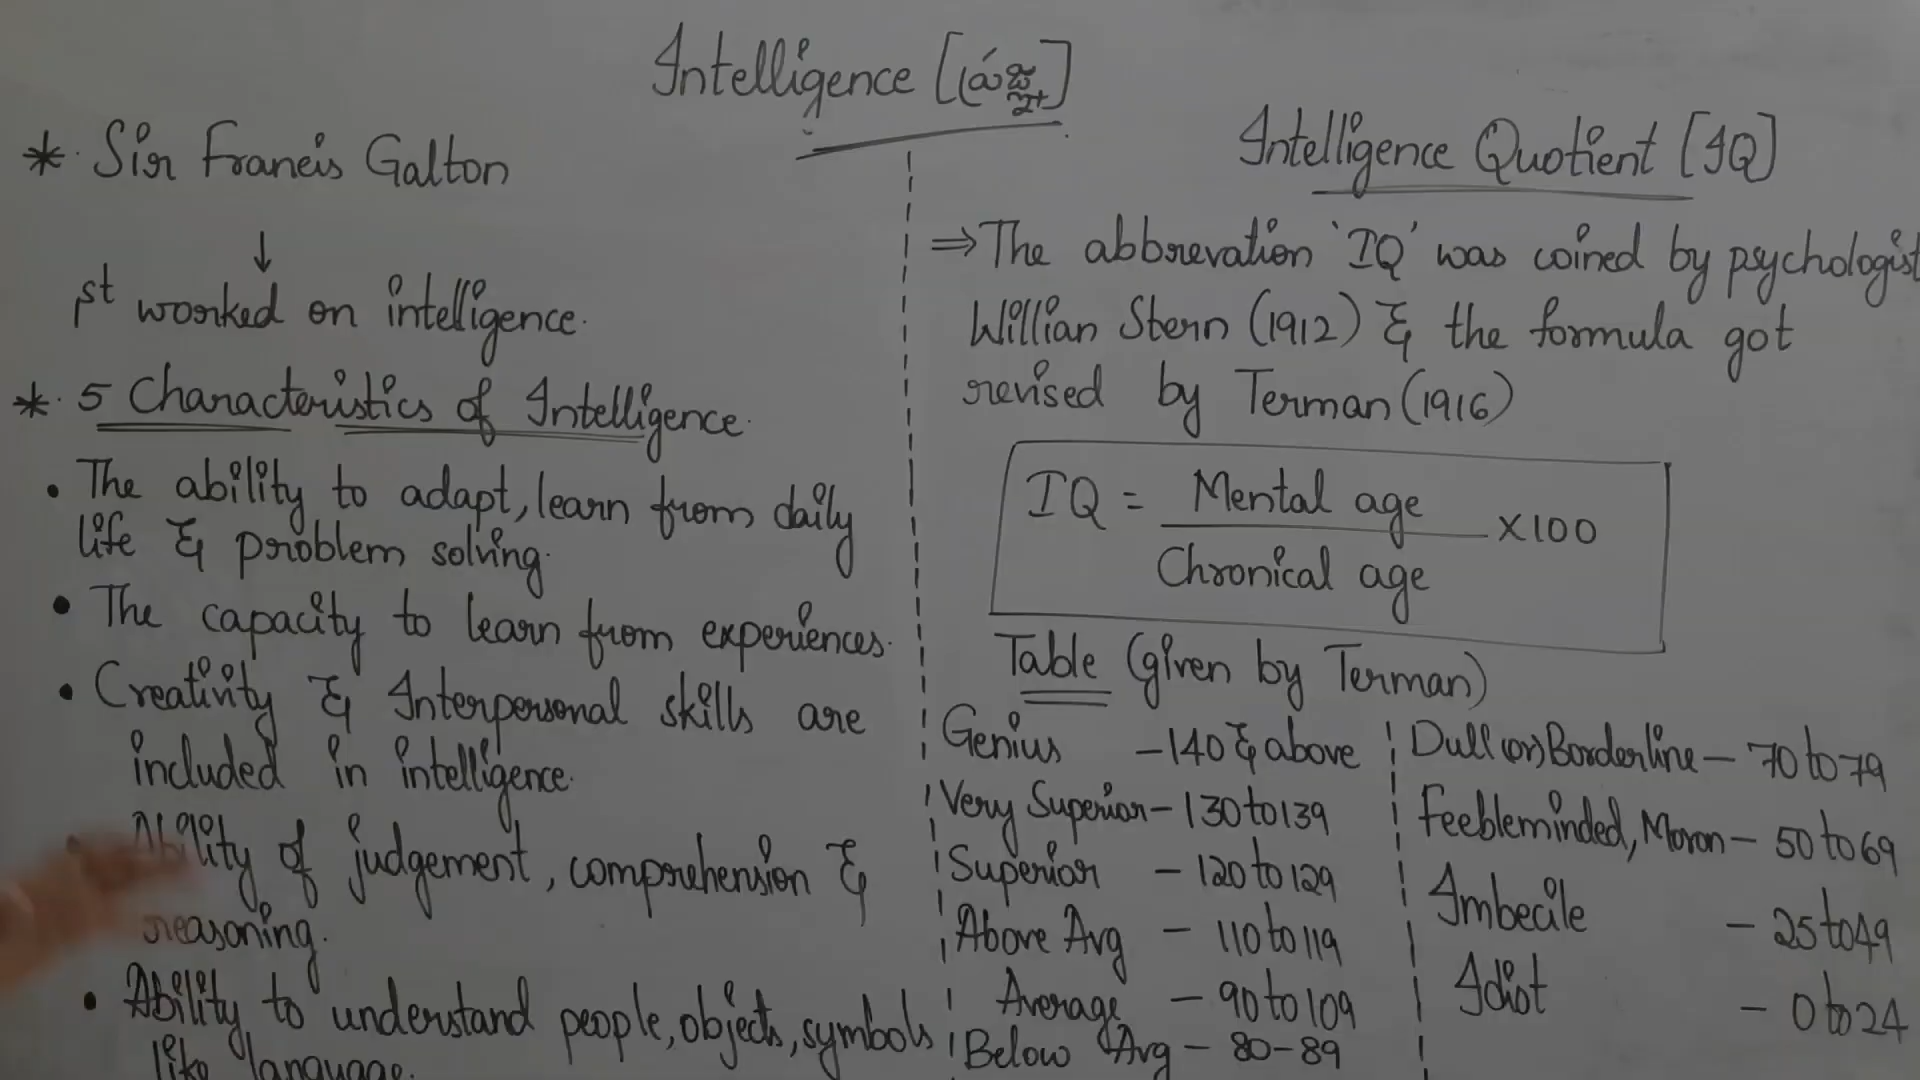 Intelligence
* Sir Francis Galton
↓
1st worked on intelligence.
* 5 Characteristics of Intelligence.
• The ability to adapt, learn from daily
life & problem solving.
• The capacity to learn from experiences.
• Creativity & Interpersonal skills are
included in intelligence.
Ability of judgement, comprehension &
reasoning.
• Ability to understand people, objects, symbols
like language.
Intelligence Quotient [IQ]
⇒ The abbrevation 'IQ' was coined by psychologist
Willian Stern (1912) & the formula got
revised by Terman (1916)
IQ = Mental age
Chronical age
×100
Table (given by Terman)
Genius - 140 & above
Very Superior - 130 to 139
Superior - 120 to 129
Above Avg - 110 to 119
Average - 90 to 109
Below Avg - 80-89
Dull (or) Borderline - 70 to 79
Feebleminded, Moron - 50 to 69
Imbecile - 25 to 49
Idiot - 0 to 24